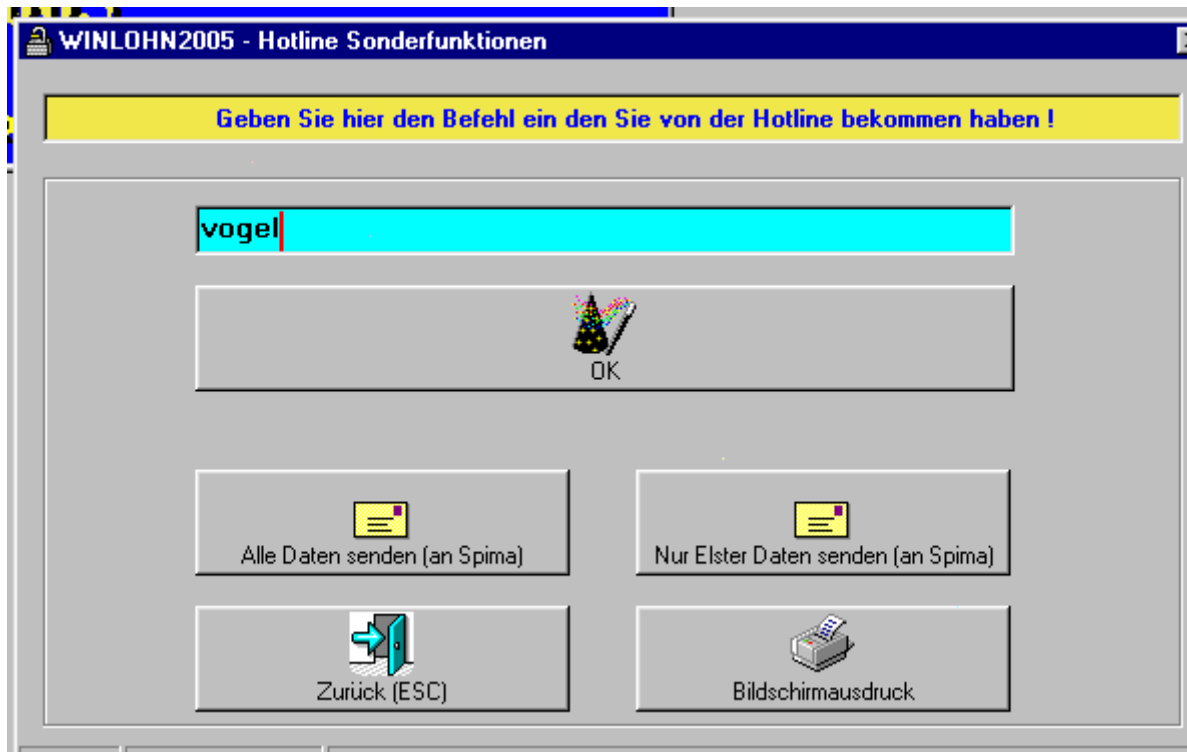 WINLOHN2005 - Hotline Sonderfunktionen
Geben Sie hier den Befehl ein den Sie von der Hotline bekommen haben !
vogel
OK
Alle Daten senden (an Spima)
Nur Elster Daten senden (an Spima)
Zurück (ESC)
Bildschirmausdruck